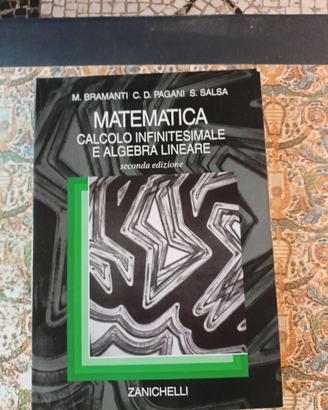 M. BRAMANTI C. D. PAGANI S. SALSA
MATEMATICA
CALCOLO INFINITESIMALE
E ALGEBRA LINEARE
seconda edizione
ZANICHELLI